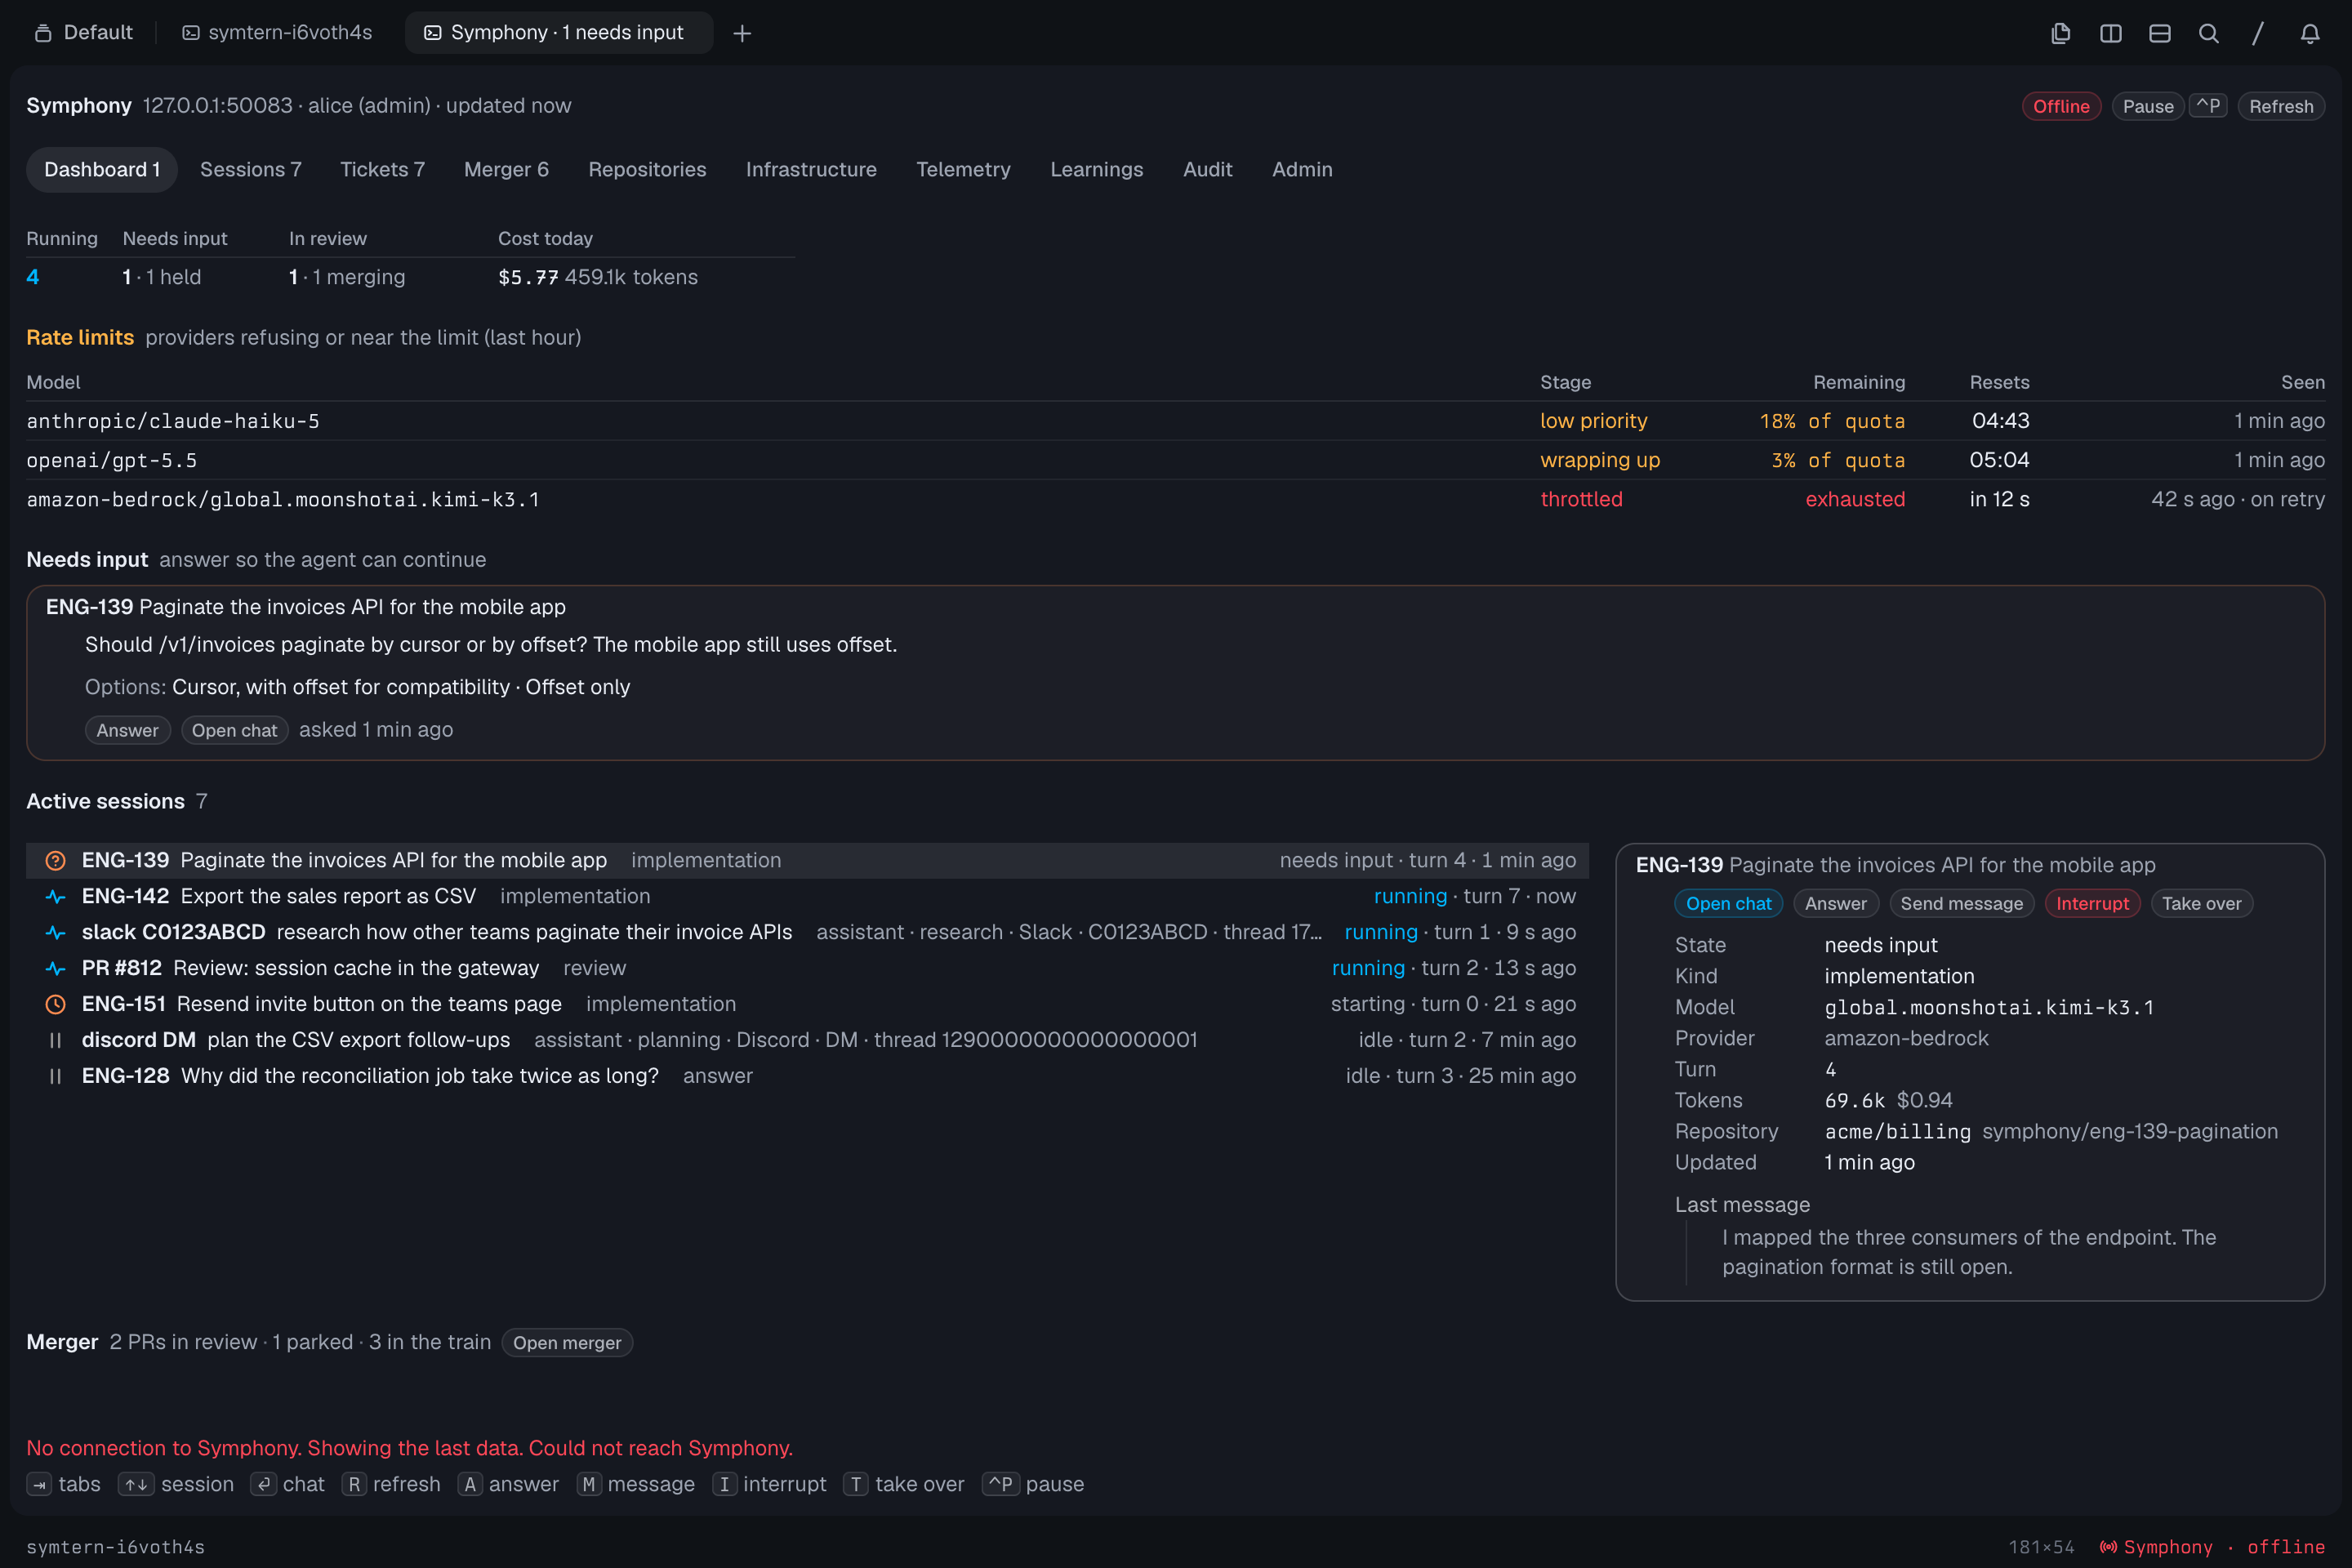 Default symtern-i6voth4s Symphony · 1 needs input
Symphony 127.0.0.1:50083 · alice (admin) · updated now Offline Pause ^P Refresh
Dashboard 1 Sessions 7 Tickets 7 Merger 6 Repositories Infrastructure Telemetry Learnings Audit Admin
Running Needs input In review Cost today
4 1 · 1 held 1 · 1 merging $5.77 459.1k tokens
Rate limits providers refusing or near the limit (last hour)
Model Stage Remaining Resets Seen
anthropic/claude-haiku-5 low priority 18% of quota 04:43 1 min ago
openai/gpt-5.5 wrapping up 3% of quota 05:04 1 min ago
amazon-bedrock/global.moonshotai.kimi-k3.1 throttled exhausted in 12 s 42 s ago · on retry
Needs input answer so the agent can continue
ENG-139 Paginate the invoices API for the mobile app
Should /v1/invoices paginate by cursor or by offset? The mobile app still uses offset.
Options: Cursor, with offset for compatibility · Offset only
Answer Open chat asked 1 min ago
Active sessions 7
ENG-139 Paginate the invoices API for the mobile app implementation needs input · turn 4 · 1 min ago
ENG-142 Export the sales report as CSV implementation running · turn 7 · now
slack C0123ABCD research how other teams paginate their invoice APIs assistant · research · Slack · C0123ABCD · thread 17... running · turn 1 · 9 s ago
PR #812 Review: session cache in the gateway review running · turn 2 · 13 s ago
ENG-151 Resend invite button on the teams page implementation starting · turn 0 · 21 s ago
discord DM plan the CSV export follow-ups assistant · planning · Discord · DM · thread 1290000000000000001 idle · turn 2 · 7 min ago
ENG-128 Why did the reconciliation job take twice as long? answer idle · turn 3 · 25 min ago
ENG-139 Paginate the invoices API for the mobile app
Open chat Answer Send message Interrupt Take over
State needs input
Kind implementation
Model global.moonshotai.kimi-k3.1
Provider amazon-bedrock
Turn 4
Tokens 69.6k $0.94
Repository acme/billing symphony/eng-139-pagination
Updated 1 min ago
Last message
I mapped the three consumers of the endpoint. The
pagination format is still open.
Merger 2 PRs in review · 1 parked · 3 in the train Open merger
No connection to Symphony. Showing the last data. Could not reach Symphony.
⇥ tabs ↑↓ session ↵ chat R refresh A answer M message I interrupt T take over ^P pause
symtern-i6voth4s 181×54 Symphony · offline